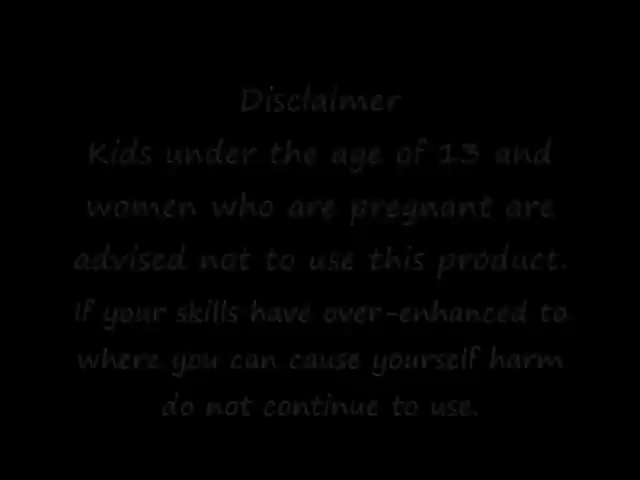 Disclaimer
Kids under the age of 13 and
women who are pregnant are
advised not to use this product.
If your skills have over-enhanced to
where you can cause yourself harm
do not continue to use.